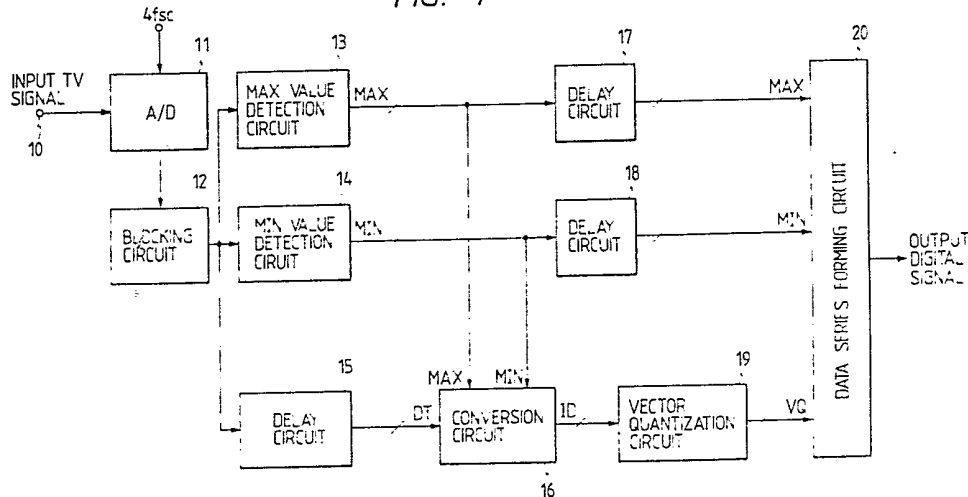 FIG.
4fsc
11
13
17
20
INPUT TV
SIGNAL
10
A/D
MAX VALUE
DETECTION
CIRCUIT
MAX
DELAY
CIRCUIT
MAX
12
14
18
BLOCKING
CIRCUIT
MIN VALUE
DETECTION
CIRUIT
MIN
DELAY
CIRCUIT
MIN
DATA SERIES FORMING CIRCUIT
OUTPUT
DIGITAL
SIGNAL
15
MAX
MIN
19
DELAY
CIRCUIT
DT
CONVERSION
CIRCUIT
ID
VECTOR
QUANTIZATION
CIRCUIT
VQ
16